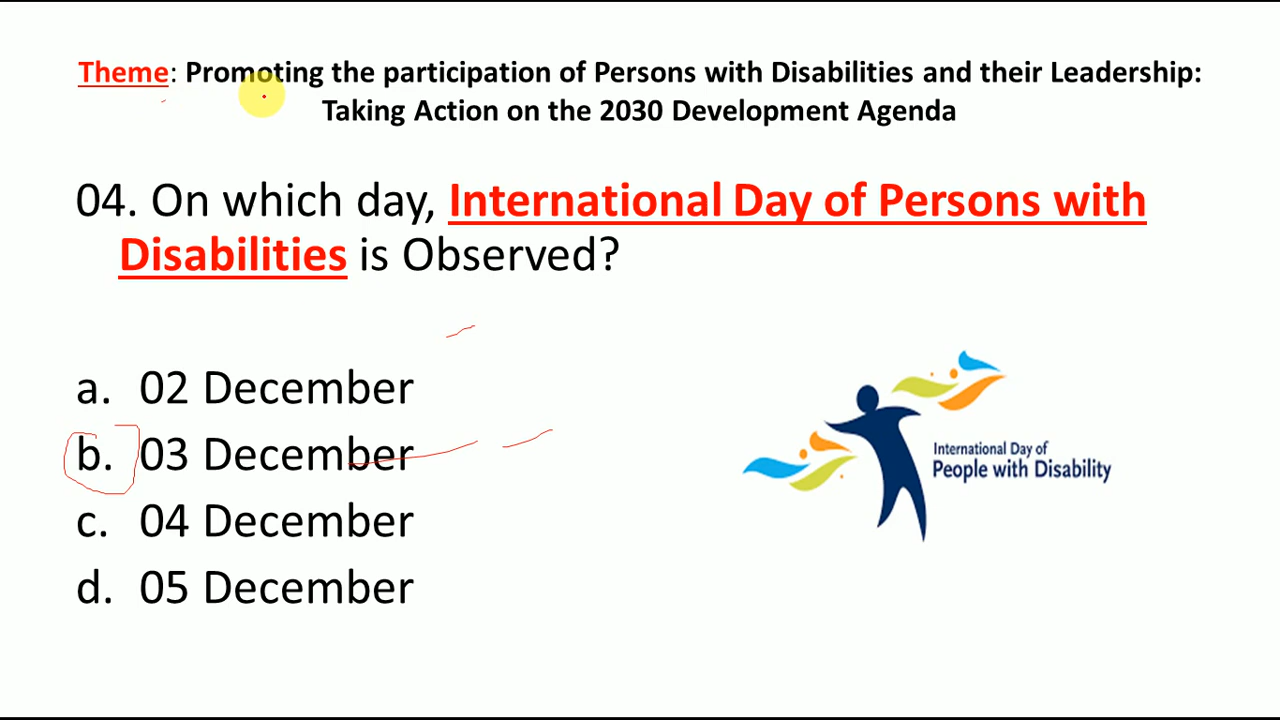 Theme: Promoting the participation of Persons with Disabilities and their Leadership:
Taking Action on the 2030 Development Agenda
04. On which day, International Day of Persons with
Disabilities is Observed?
a. 02 December
b. 03 December
c. 04 December
d. 05 December
International Day of
People with Disability